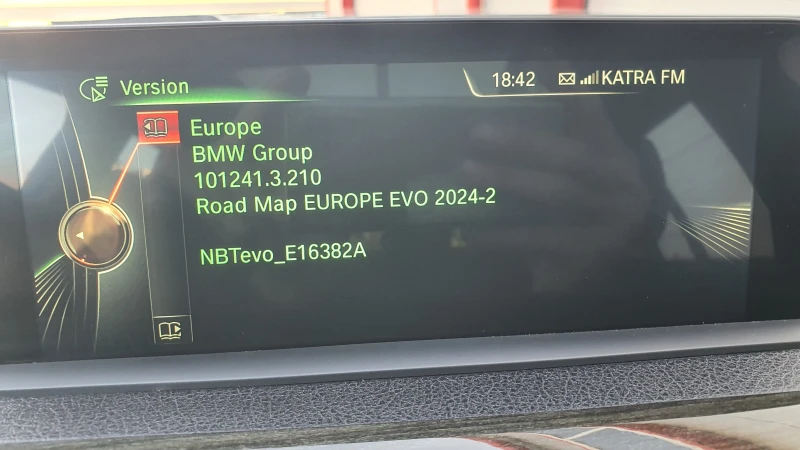 Version
18:42 KATRA FM
Europe
BMW Group
101241.3.210
Road Map EUROPE EVO 2024-2
NBTevo_E16382A